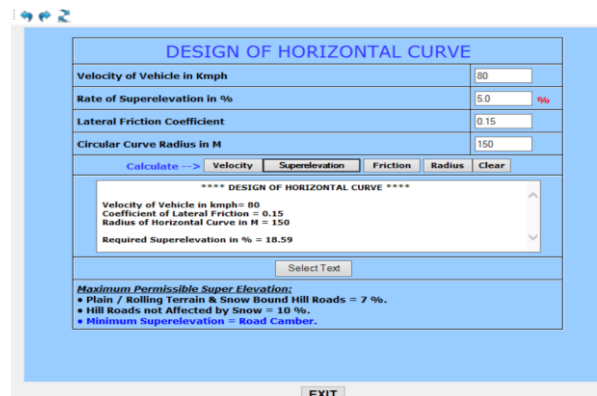 DESIGN OF HORIZONTAL CURVE
Velocity of Vehicle in Kmph 80
Rate of Superelevation in % 5.0 %
Lateral Friction Coefficient 0.15
Circular Curve Radius in M 150
Calculate --> Velocity Superelevation Friction Radius Clear
**** DESIGN OF HORIZONTAL CURVE ****
Velocity of Vehicle in kmph= 80
Coefficient of Lateral Friction = 0.15
Radius of Horizontal Curve in M = 150
Required Superelevation in % = 18.59
Select Text
Maximum Permissible Super Elevation:
• Plain / Rolling Terrain & Snow Bound Hill Roads = 7 %.
• Hill Roads not Affected by Snow = 10 %.
• Minimum Superelevation = Road Camber.
EXIT